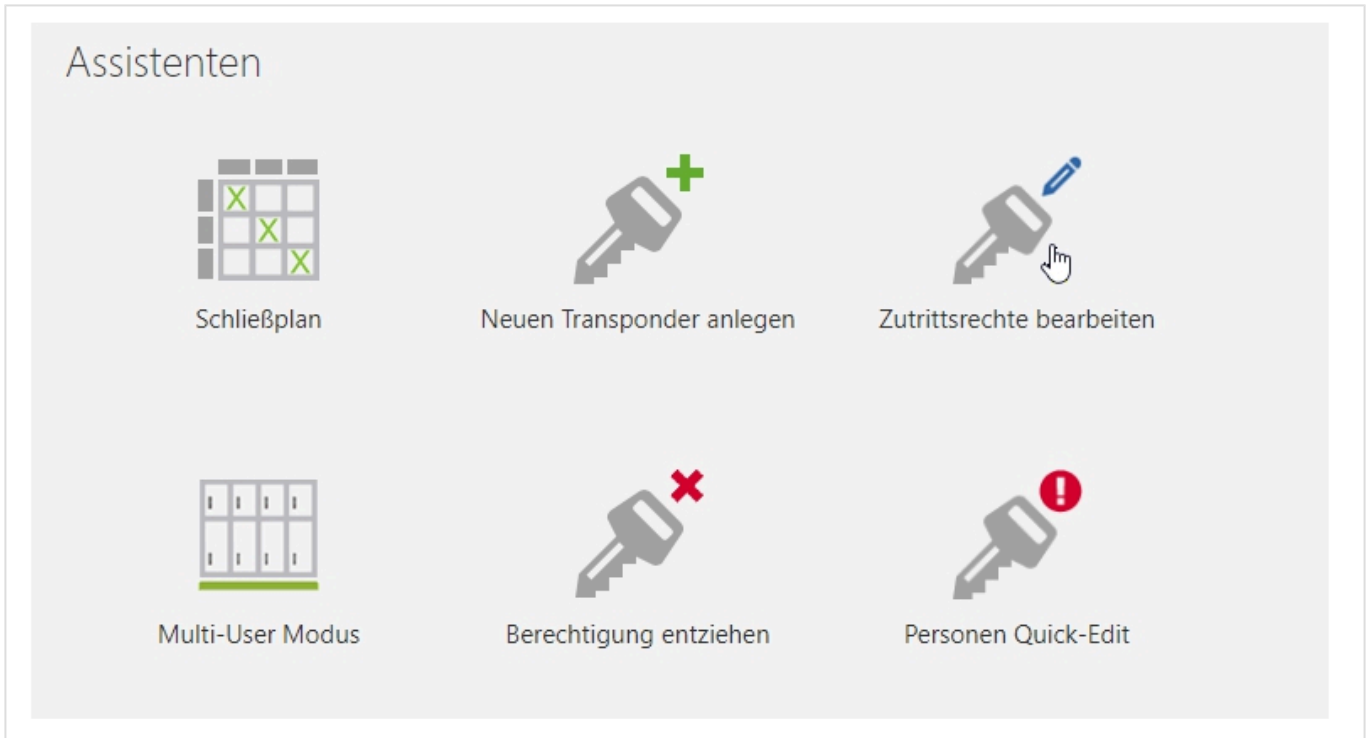 Assistenten
X
X
X
Schließplan
Neuen Transponder anlegen
Zutrittsrechte bearbeiten
Multi-User Modus
Berechtigung entziehen
Personen Quick-Edit